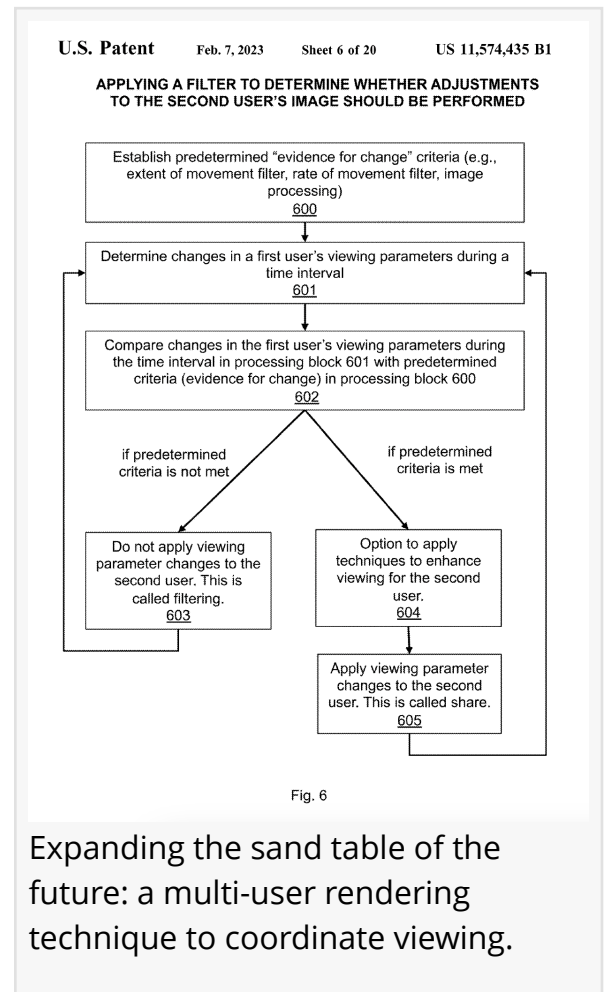 U.S. Patent Feb. 7, 2023 Sheet 6 of 20 US 11,574,435 B1
APPLYING A FILTER TO DETERMINE WHETHER ADJUSTMENTS
TO THE SECOND USER'S IMAGE SHOULD BE PERFORMED
Establish predetermined “evidence for change” criteria (e.g.,
extent of movement filter, rate of movement filter, image
processing)
600
Determine changes in a first user's viewing parameters during a
time interval
601
Compare changes in the first user's viewing parameters during
the time interval in processing block 601 with predetermined
criteria (evidence for change) in processing block 600
602
if predetermined
criteria is not met
if predetermined
criteria is met
Do not apply viewing
parameter changes to the
second user. This is
called filtering.
603
Option to apply
techniques to enhance
viewing for the second
user.
604
Apply viewing parameter
changes to the second
user. This is called share.
605
Fig. 6
Expanding the sand table of the
future: a multi-user rendering
technique to coordinate viewing.